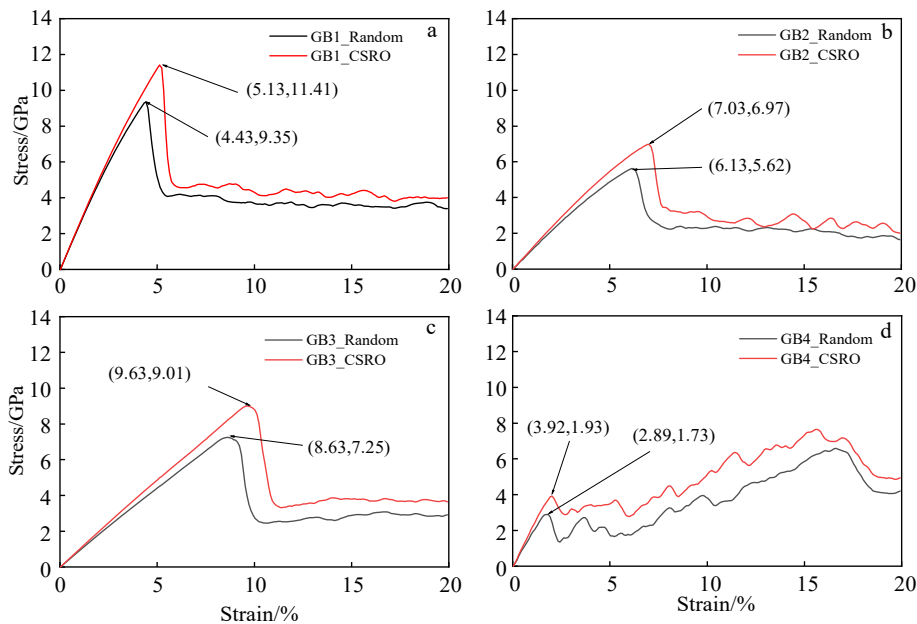 14
12
10
8
6
4
2
0
Stress/GPa
a
GB1_Random
GB1_CSRO
(5.13,11.41)
(4.43,9.35)
0 5 10 15 20
14
12
10
8
6
4
2
0
b
GB2_Random
GB2_CSRO
(7.03,6.97)
(6.13,5.62)
0 5 10 15 20
14
12
10
8
6
4
2
0
Stress/GPa
c
GB3_Random
GB3_CSRO
(9.63,9.01)
(8.63,7.25)
0 5 10 15 20
Strain/%
14
12
10
8
6
4
2
0
d
GB4_Random
GB4_CSRO
(3.92,1.93)
(2.89,1.73)
0 5 10 15 20
Strain/%